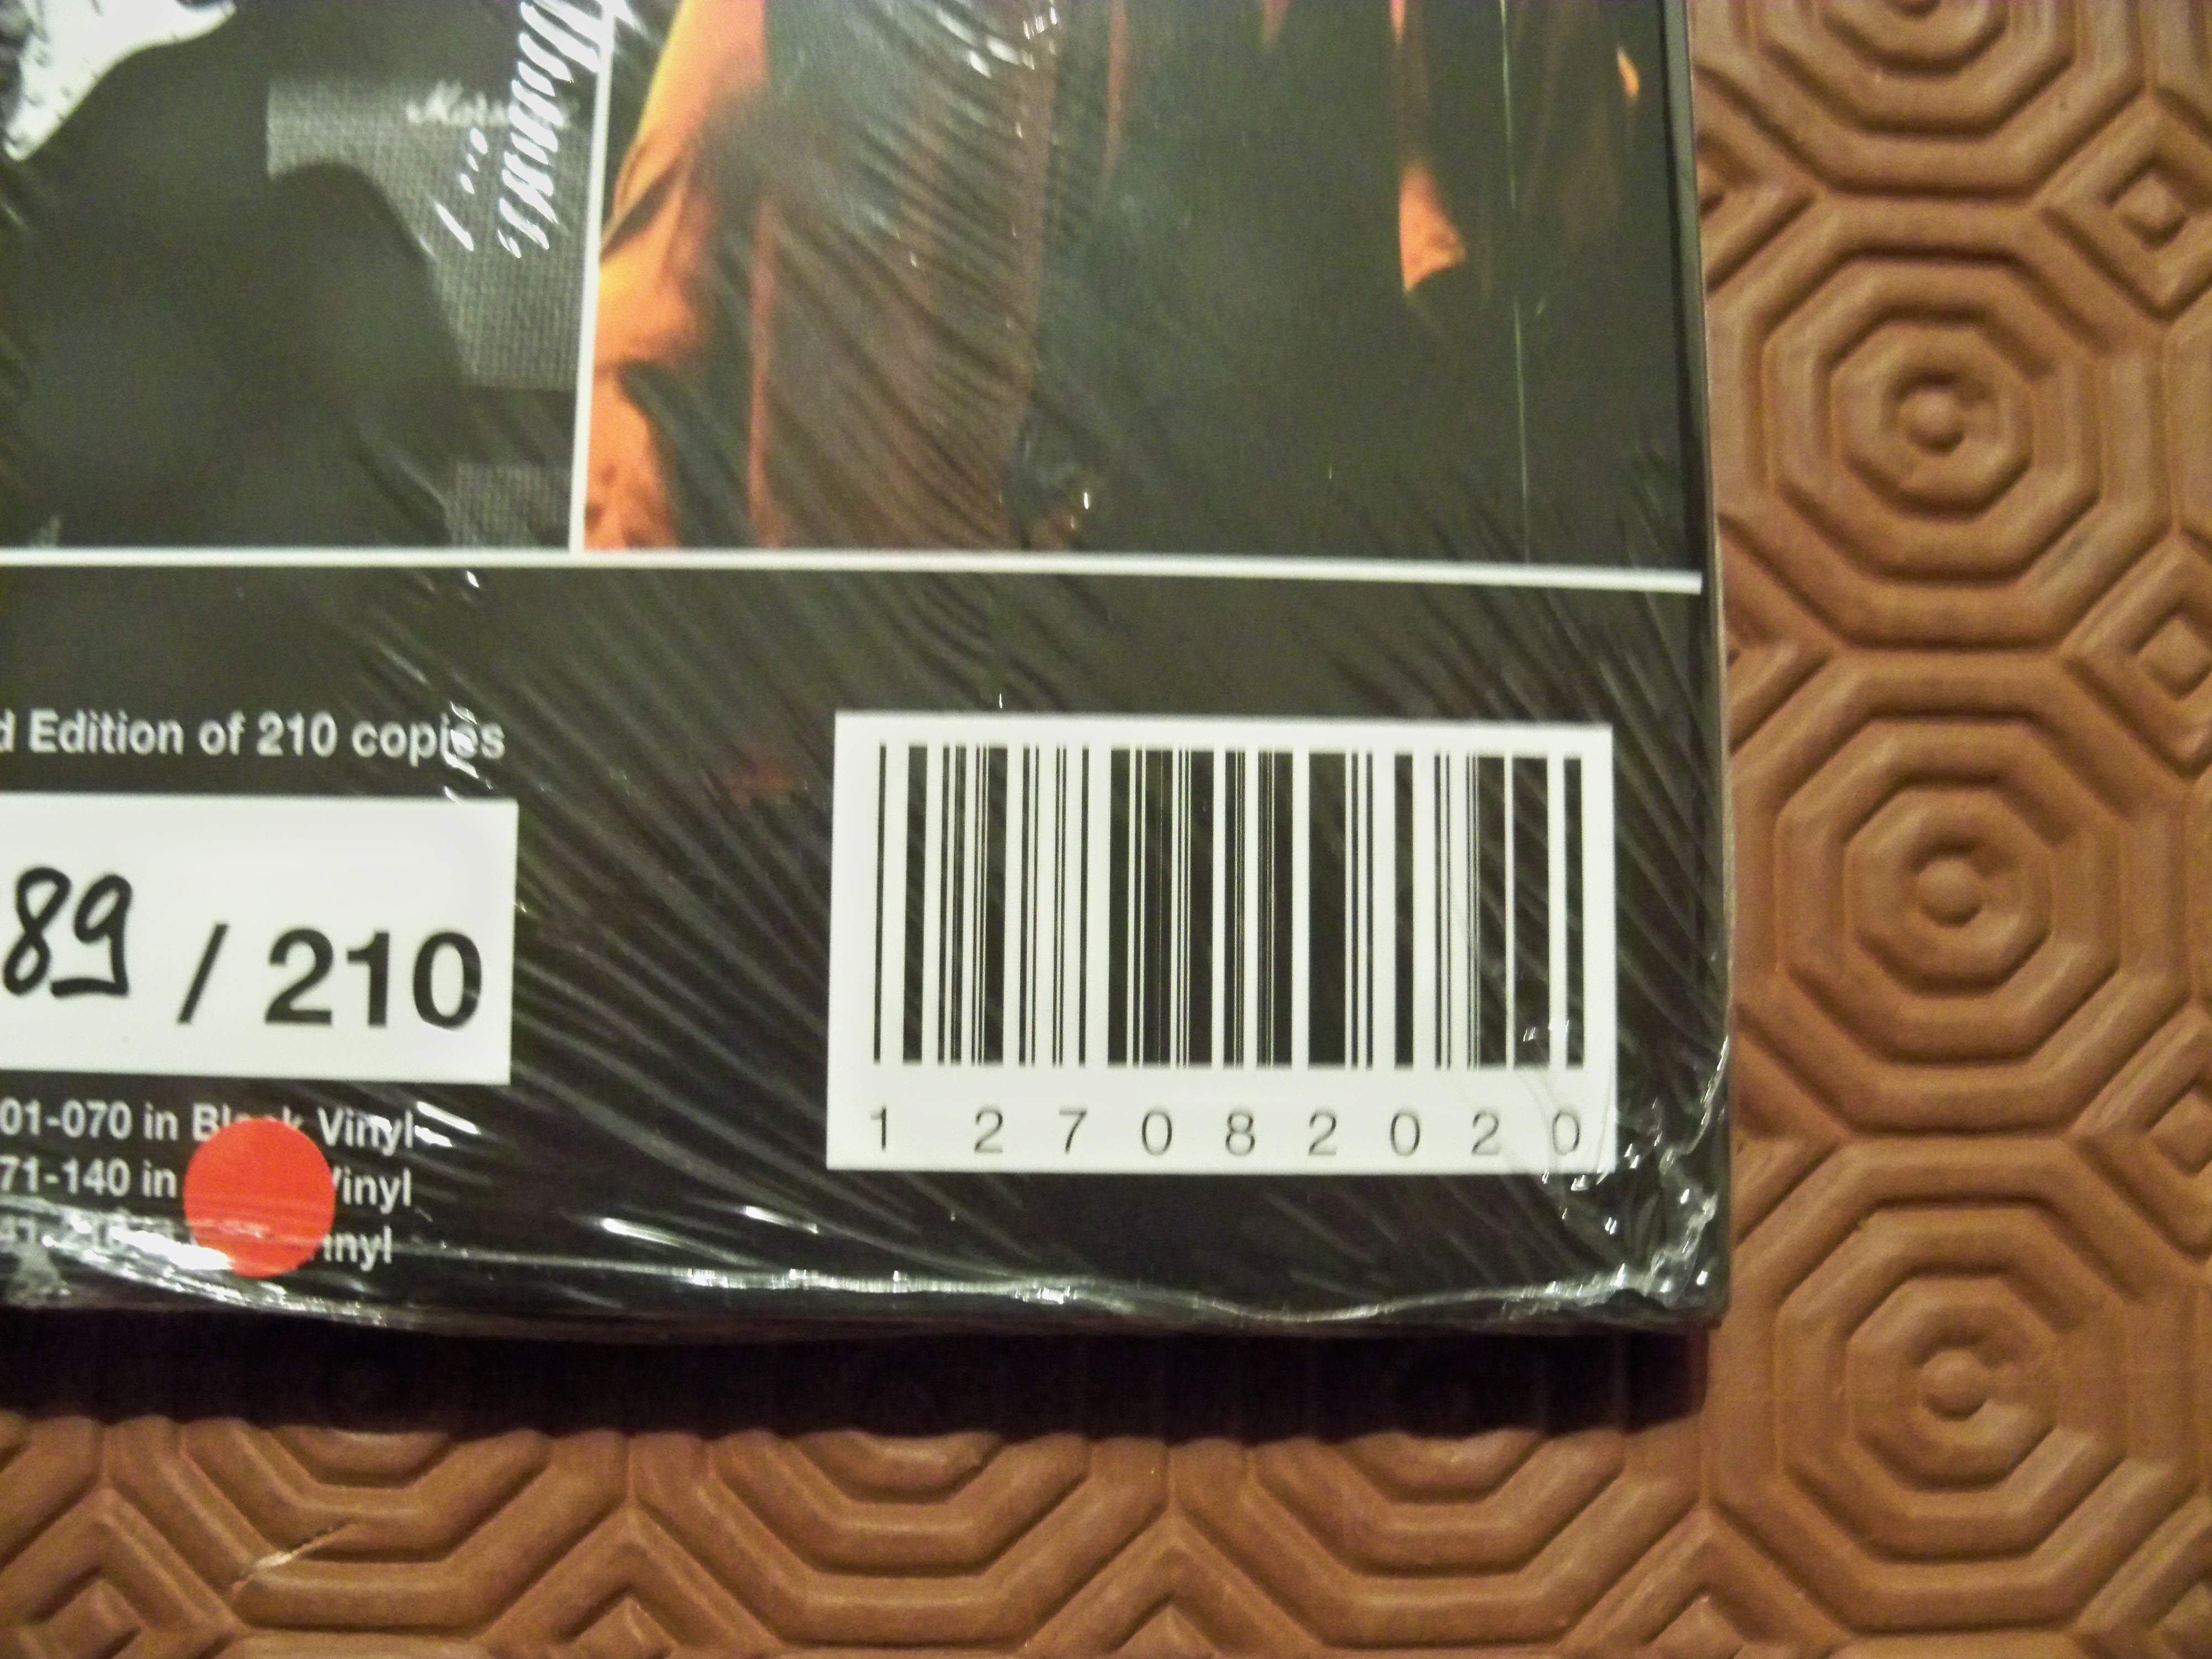 d Edition of 210 copies
89 / 210
01-070 in Black Vinyl
71-140 in Vinyl
inyl
1 2 7 0 8 2 0 2 0